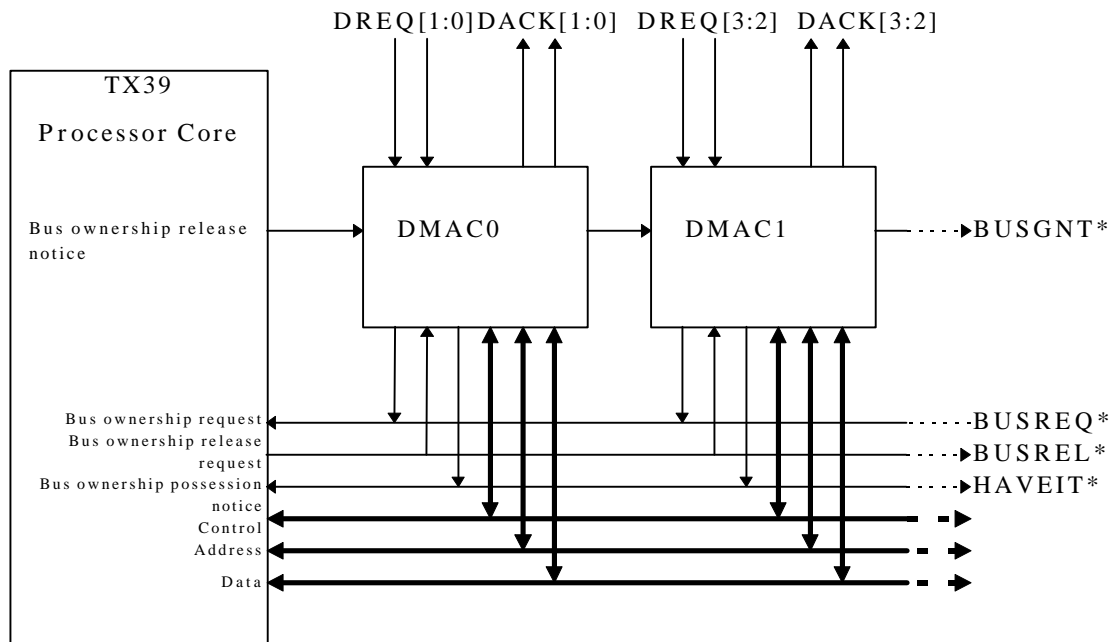 DREQ[1:0] DACK[1:0] DREQ[3:2] DACK[3:2]
TX39
Processor Core
Bus ownership release
notice
DMAC0
DMAC1
BUSGNT*
Bus ownership request
BUSREQ*
Bus ownership release
request
BUSREL*
Bus ownership possession
notice
HAVEIT*
Control
Address
Data